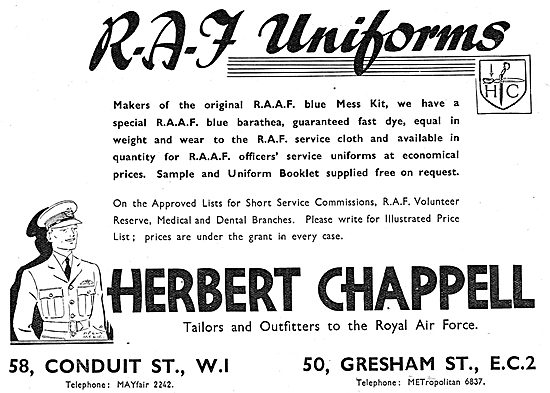 R-A-F Uniforms
H C
Makers of the original R.A.A.F. blue Mess Kit, we have a
special R.A.A.F. blue barathea, guaranteed fast dye, equal in
weight and wear to the R.A.F. service cloth and available in
quantity for R.A.A.F. officers' service uniforms at economical
prices. Sample and Uniform Booklet supplied free on request.
On the Approved Lists for Short Service Commissions, R.A.F. Volunteer
Reserve, Medical and Dental Branches. Please write for Illustrated Price
List ; prices are under the grant in every case.
HERBERT CHAPPELL
Tailors and Outfitters to the Royal Air Force.
58, CONDUIT ST., W.1
50, GRESHAM ST., E.C.2
Telephone: MAYfair 2242.
Telephone: METropolitan 6837.